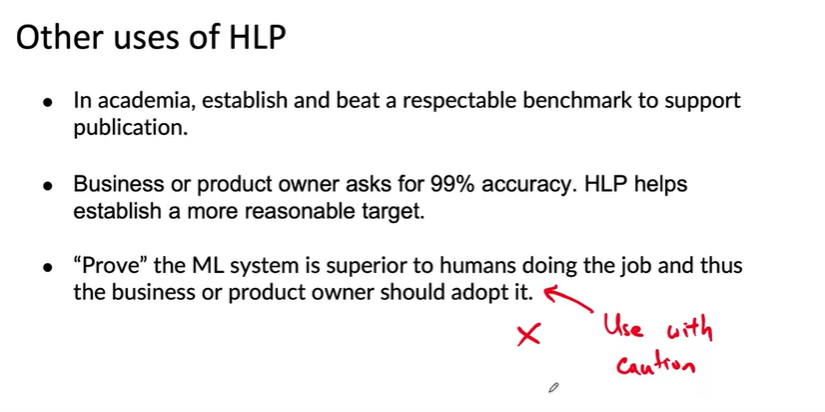 Other uses of HLP
• In academia, establish and beat a respectable benchmark to support
publication.
• Business or product owner asks for 99% accuracy. HLP helps
establish a more reasonable target.
• “Prove” the ML system is superior to humans doing the job and thus
the business or product owner should adopt it.
Use with
caution